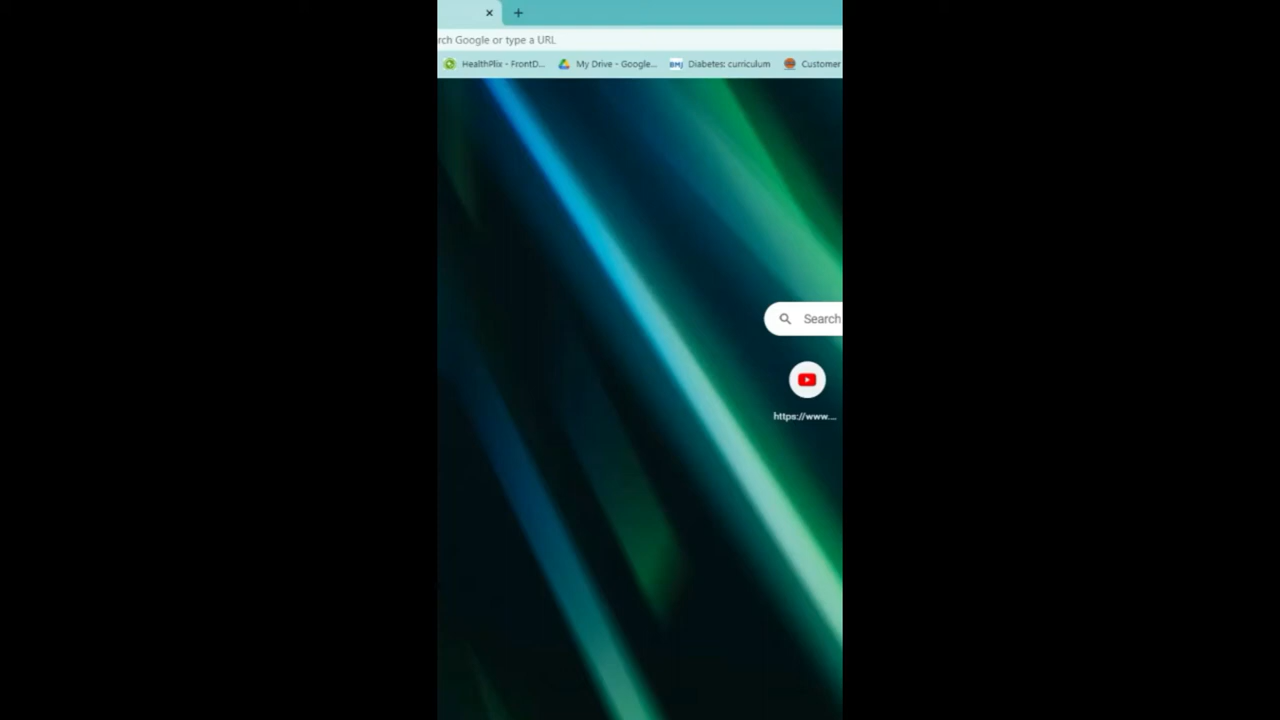 rch Google or type a URL
HealthPlix - FrontD... My Drive - Google... BMJ Diabetes: curriculum Customer
Search
https://www....